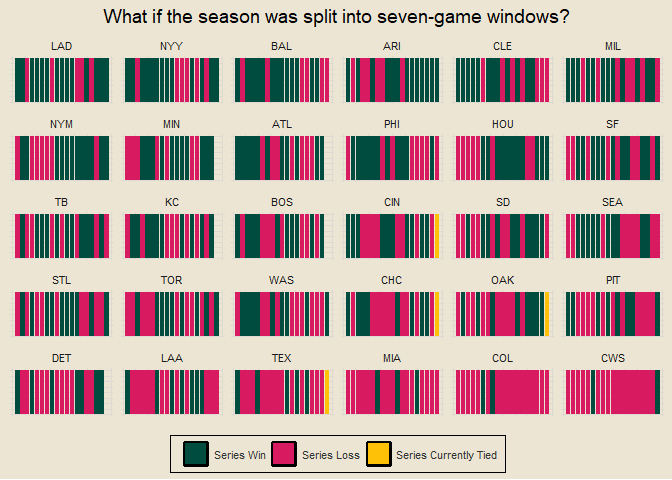 What if the season was split into seven-game windows?
LAD NYY BAL ARI CLE MIL
NYM MIN ATL PHI HOU SF
TB KC BOS CIN SD SEA
STL TOR WAS CHC OAK PIT
DET LAA TEX MIA COL CWS
Series Win Series Loss Series Currently Tied